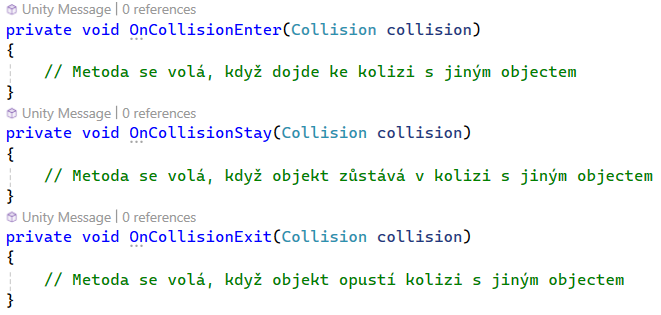 Unity Message | 0 references
private void OnCollisionEnter(Collision collision)
{
// Metoda se volá, když dojde ke kolizi s jiným objectem
}
Unity Message | 0 references
private void OnCollisionStay(Collision collision)
{
// Metoda se volá, když objekt zůstává v kolizi s jiným objectem
}
Unity Message | 0 references
private void OnCollisionExit(Collision collision)
{
// Metoda se volá, když objekt opustí kolizi s jiným objectem
}